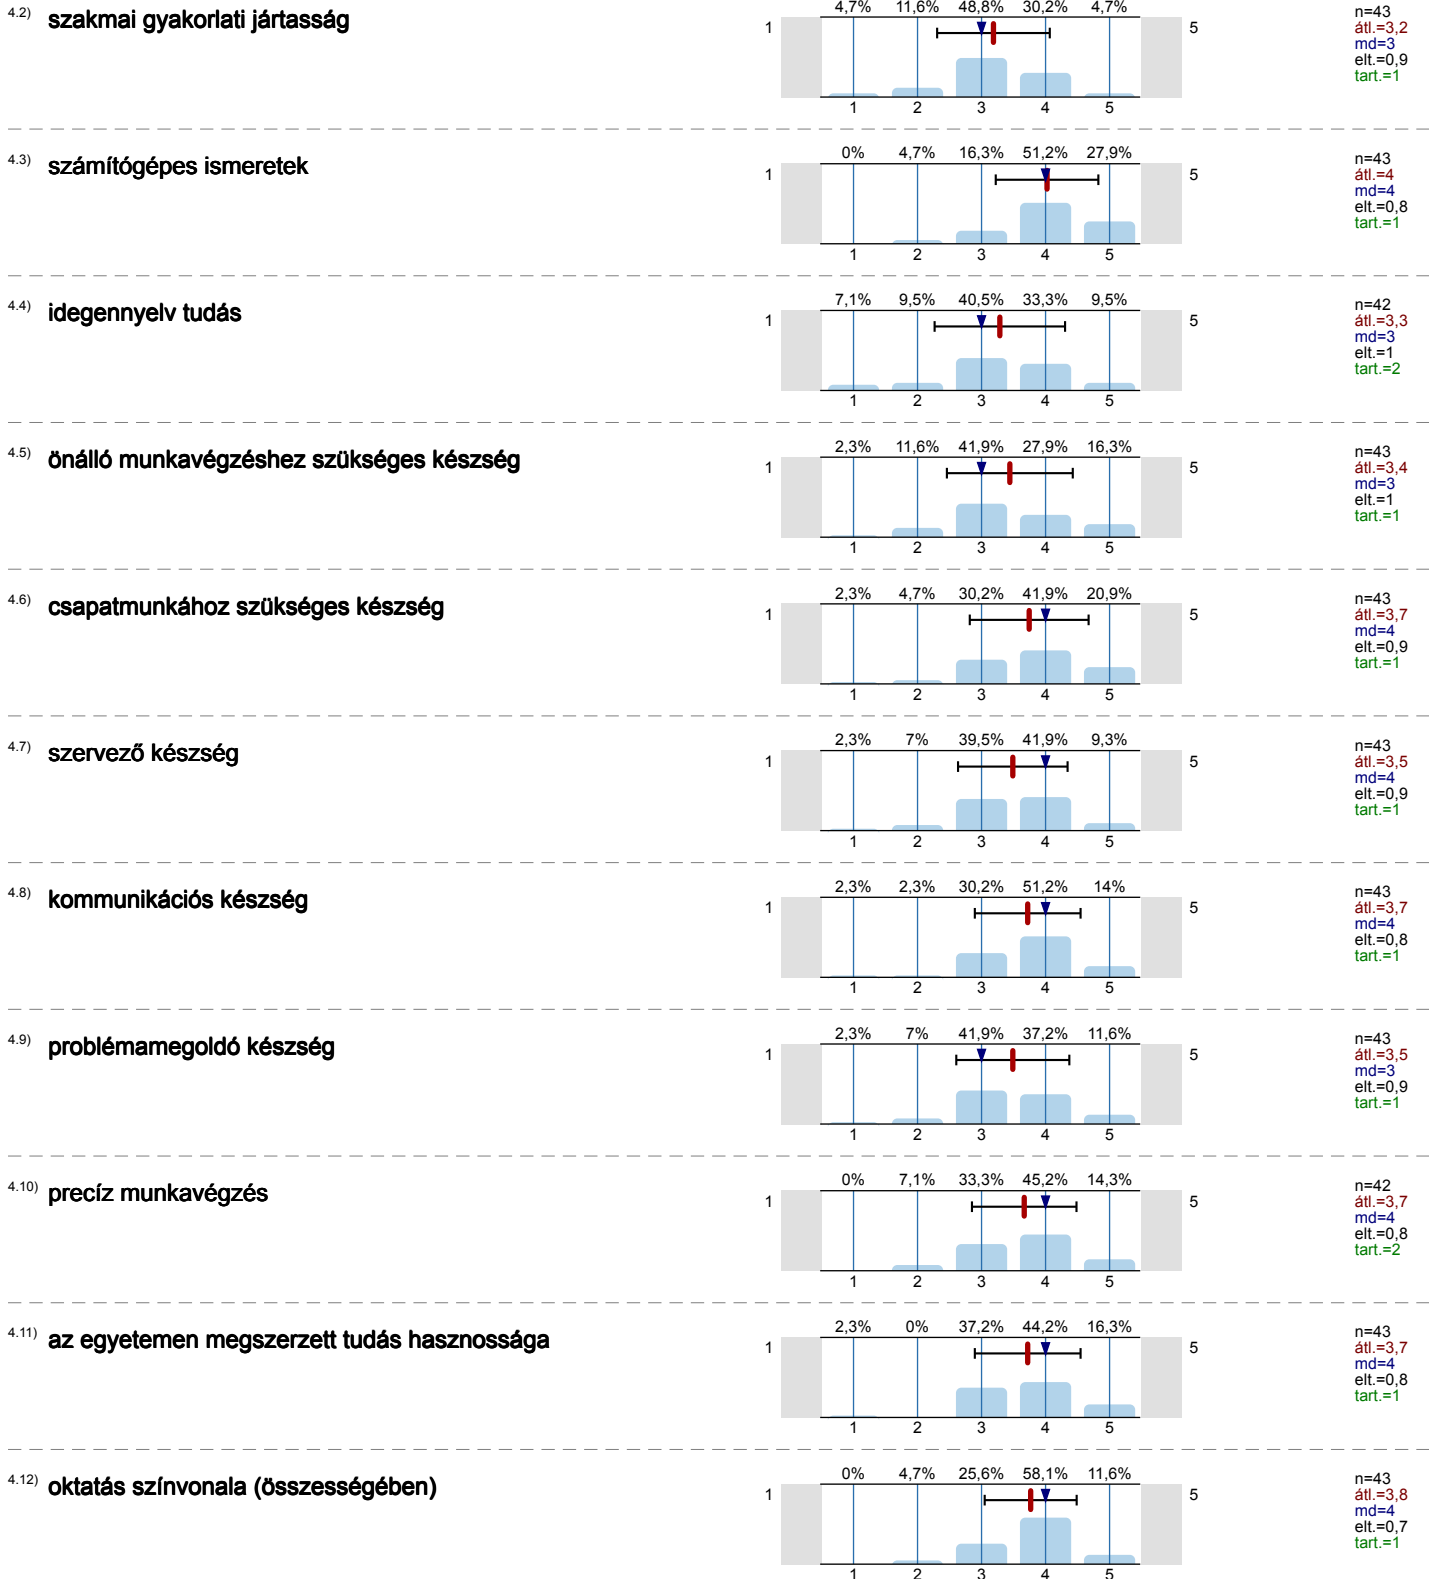 4.2) szakmai gyakorlati jártasság
4,7% 11,6% 48,8% 30,2% 4,7%
1 5
1 2 3 4 5
n=43
átl.=3,2
md=3
elt.=0,9
tart.=1
4.3) számítógépes ismeretek
0% 4,7% 16,3% 51,2% 27,9%
1 5
1 2 3 4 5
n=43
átl.=4
md=4
elt.=0,8
tart.=1
4.4) idegennyelv tudás
7,1% 9,5% 40,5% 33,3% 9,5%
1 5
1 2 3 4 5
n=42
átl.=3,3
md=3
elt.=1
tart.=2
4.5) önálló munkavégzéshez szükséges készség
2,3% 11,6% 41,9% 27,9% 16,3%
1 5
1 2 3 4 5
n=43
átl.=3,4
md=3
elt.=1
tart.=1
4.6) csapatmunkához szükséges készség
2,3% 4,7% 30,2% 41,9% 20,9%
1 5
1 2 3 4 5
n=43
átl.=3,7
md=4
elt.=0,9
tart.=1
4.7) szervező készség
2,3% 7% 39,5% 41,9% 9,3%
1 5
1 2 3 4 5
n=43
átl.=3,5
md=4
elt.=0,9
tart.=1
4.8) kommunikációs készség
2,3% 2,3% 30,2% 51,2% 14%
1 5
1 2 3 4 5
n=43
átl.=3,7
md=4
elt.=0,8
tart.=1
4.9) problémamegoldó készség
2,3% 7% 41,9% 37,2% 11,6%
1 5
1 2 3 4 5
n=43
átl.=3,5
md=3
elt.=0,9
tart.=1
4.10) precíz munkavégzés
0% 7,1% 33,3% 45,2% 14,3%
1 5
1 2 3 4 5
n=42
átl.=3,7
md=4
elt.=0,8
tart.=2
4.11) az egyetemen megszerzett tudás hasznossága
2,3% 0% 37,2% 44,2% 16,3%
1 5
1 2 3 4 5
n=43
átl.=3,7
md=4
elt.=0,8
tart.=1
4.12) oktatás színvonala (összességében)
0% 4,7% 25,6% 58,1% 11,6%
1 5
1 2 3 4 5
n=43
átl.=3,8
md=4
elt.=0,7
tart.=1